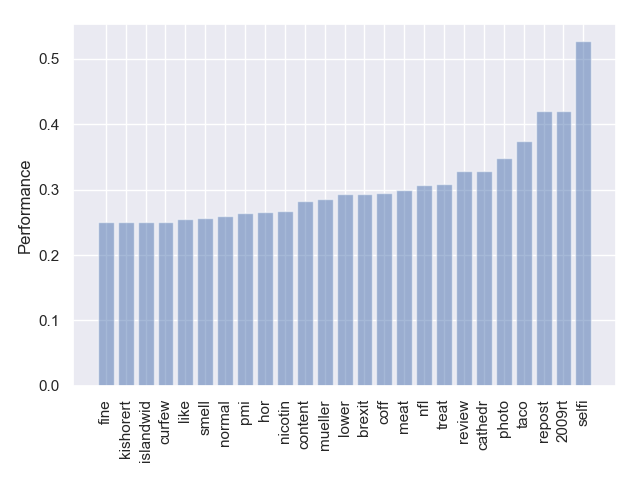 0.5
0.4
0.3
0.2
0.1
0.0
Performance
fine
kishorert
islandwid
curfew
like
smell
normal
pmi
hor
nicotin
content
mueller
lower
brexit
coff
meat
nfl
treat
review
cathedr
photo
taco
repost
2009rt
selfi